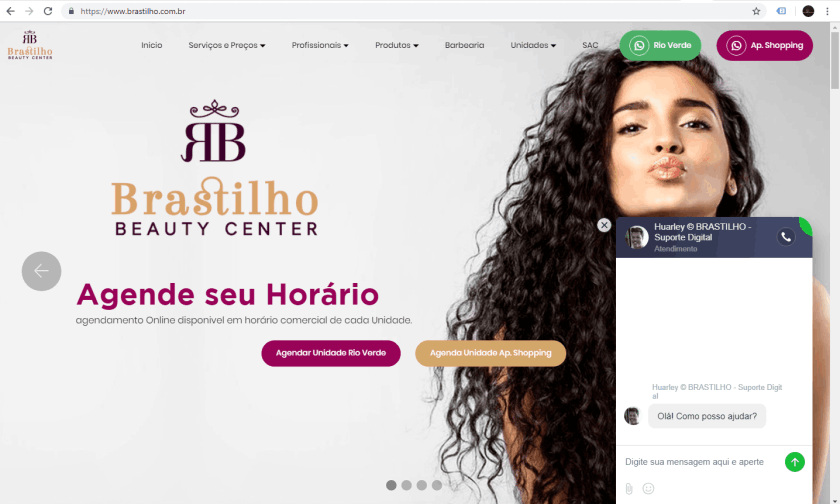 https://www.brastilho.com.br
RB
Brastilho
BEAUTY CENTER
Inicio
Serviços e Preços
Profissionais
Produtos
Barbearia
Unidades
SAC
Rio Verde
Ap. Shopping
RB
Brastilho
BEAUTY CENTER
Agende seu Horário
agendamento Online disponivel em horário comercial de cada Unidade.
Agendar Unidade Rio Verde
Agenda Unidade Ap. Shopping
Huarley © BRASTILHO -
Suporte Digital
Atendimento
Huarley © BRASTILHO - Suporte Digit
al
Olá! Como posso ajudar?
Digite sua mensagem aqui e aperte